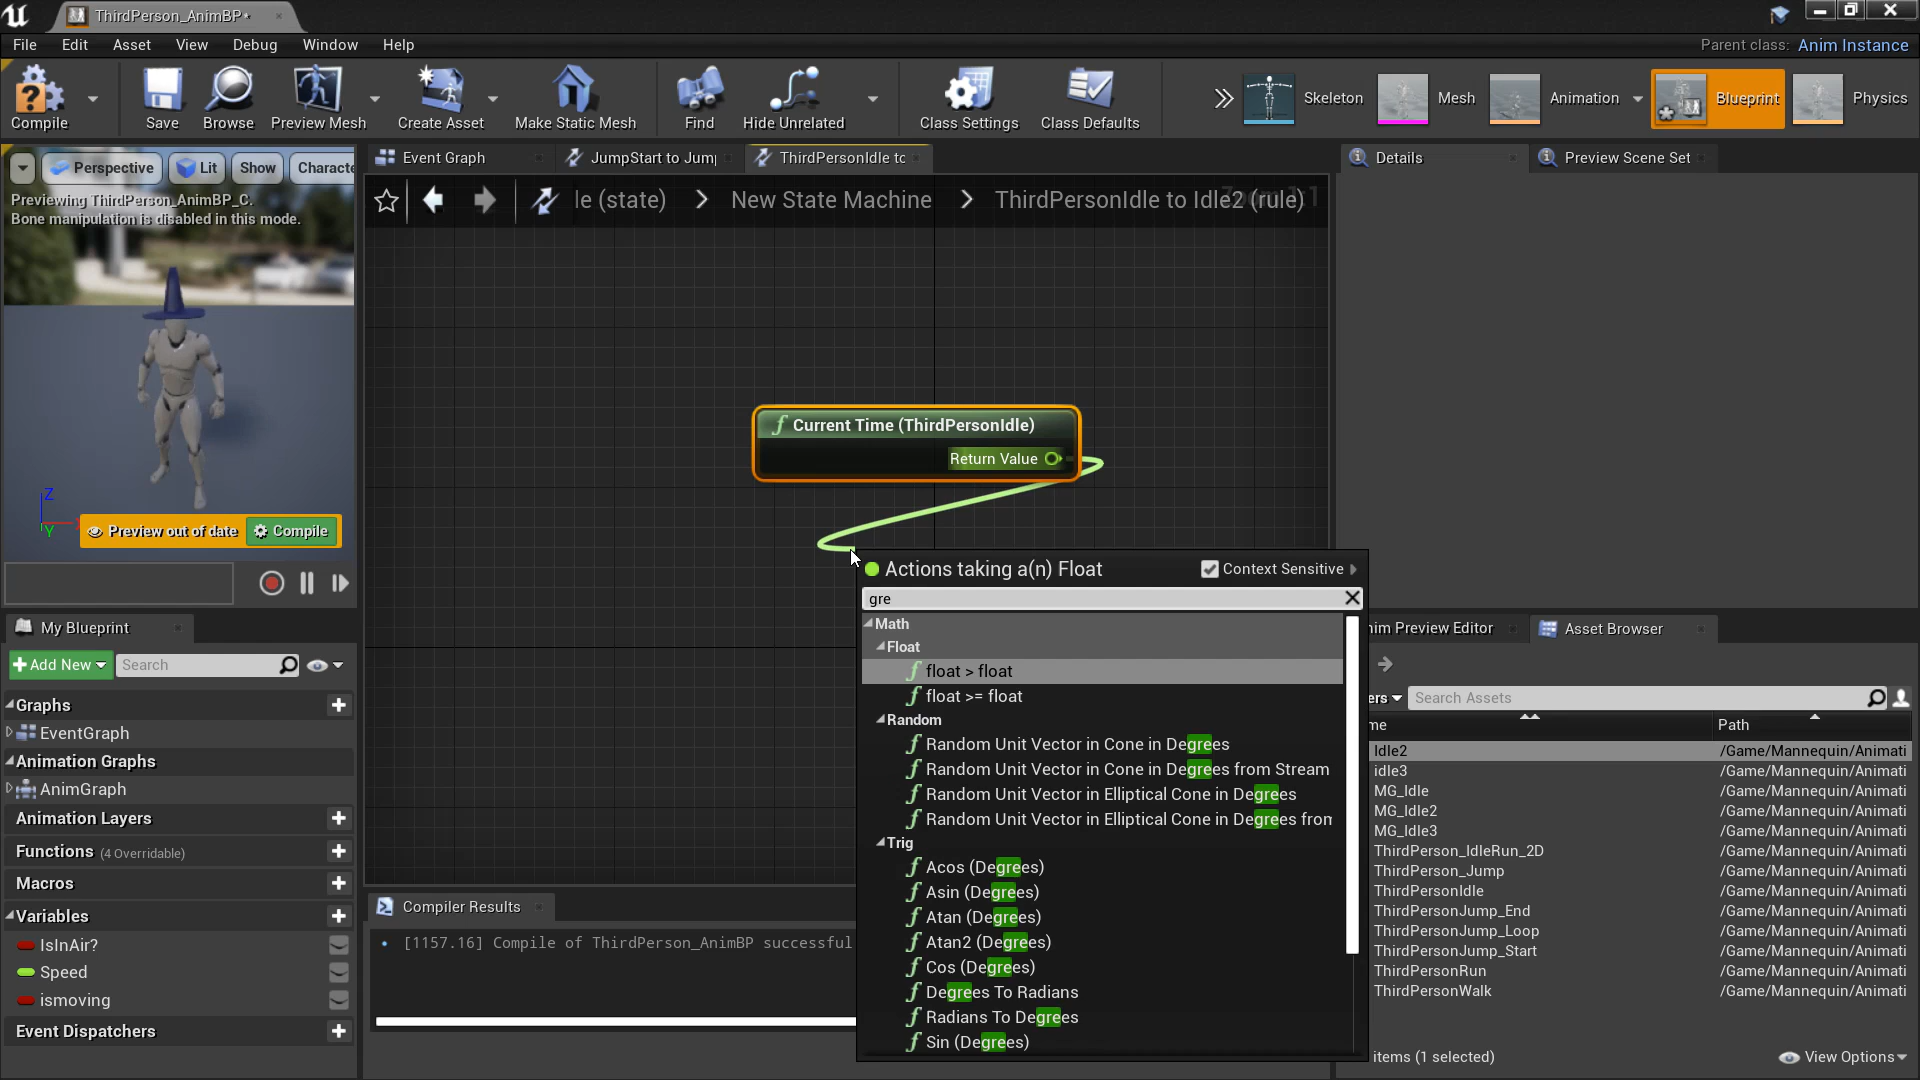 ThirdPerson_AnimBP*
File Edit Asset View Debug Window Help
Parent class: Anim Instance
Compile Save Browse Preview Mesh Create Asset Make Static Mesh Find Hide Unrelated Class Settings Class Defaults Skeleton Mesh Animation Blueprint Physics
Perspective Lit Show Characte
Previewing ThirdPerson_AnimBP_C.
Bone manipulation is disabled in this mode.
Z
Y
Preview out of date Compile
Event Graph JumpStart to Jum ThirdPersonIdle to
le (state) > New State Machine > ThirdPersonIdle to Idle2 (rule)
f Current Time (ThirdPersonIdle)
Return Value
Actions taking a(n) Float Context Sensitive
gre
Math
Float
f float > float
f float >= float
Random
f Random Unit Vector in Cone in Degrees
f Random Unit Vector in Cone in Degrees from Stream
f Random Unit Vector in Elliptical Cone in Degrees
f Random Unit Vector in Elliptical Cone in Degrees from
Trig
f Acos (Degrees)
f Asin (Degrees)
f Atan (Degrees)
f Atan2 (Degrees)
f Cos (Degrees)
f Degrees To Radians
f Radians To Degrees
f Sin (Degrees)
My Blueprint
Add New Search
Graphs
EventGraph
Animation Graphs
AnimGraph
Animation Layers
Functions (4 Overridable)
Macros
Variables
IsInAir?
Speed
ismoving
Event Dispatchers
Compiler Results
[1157.16] Compile of ThirdPerson_AnimBP successful
Details Preview Scene Set
nim Preview Editor Asset Browser
ers Search Assets
me Path
Idle2 /Game/Mannequin/Animati
idle3 /Game/Mannequin/Animati
MG_Idle /Game/Mannequin/Animati
MG_Idle2 /Game/Mannequin/Animati
MG_Idle3 /Game/Mannequin/Animati
ThirdPerson_IdleRun_2D /Game/Mannequin/Animati
ThirdPerson_Jump /Game/Mannequin/Animati
ThirdPersonIdle /Game/Mannequin/Animati
ThirdPersonJump_End /Game/Mannequin/Animati
ThirdPersonJump_Loop /Game/Mannequin/Animati
ThirdPersonJump_Start /Game/Mannequin/Animati
ThirdPersonRun /Game/Mannequin/Animati
ThirdPersonWalk /Game/Mannequin/Animati
items (1 selected) View Options